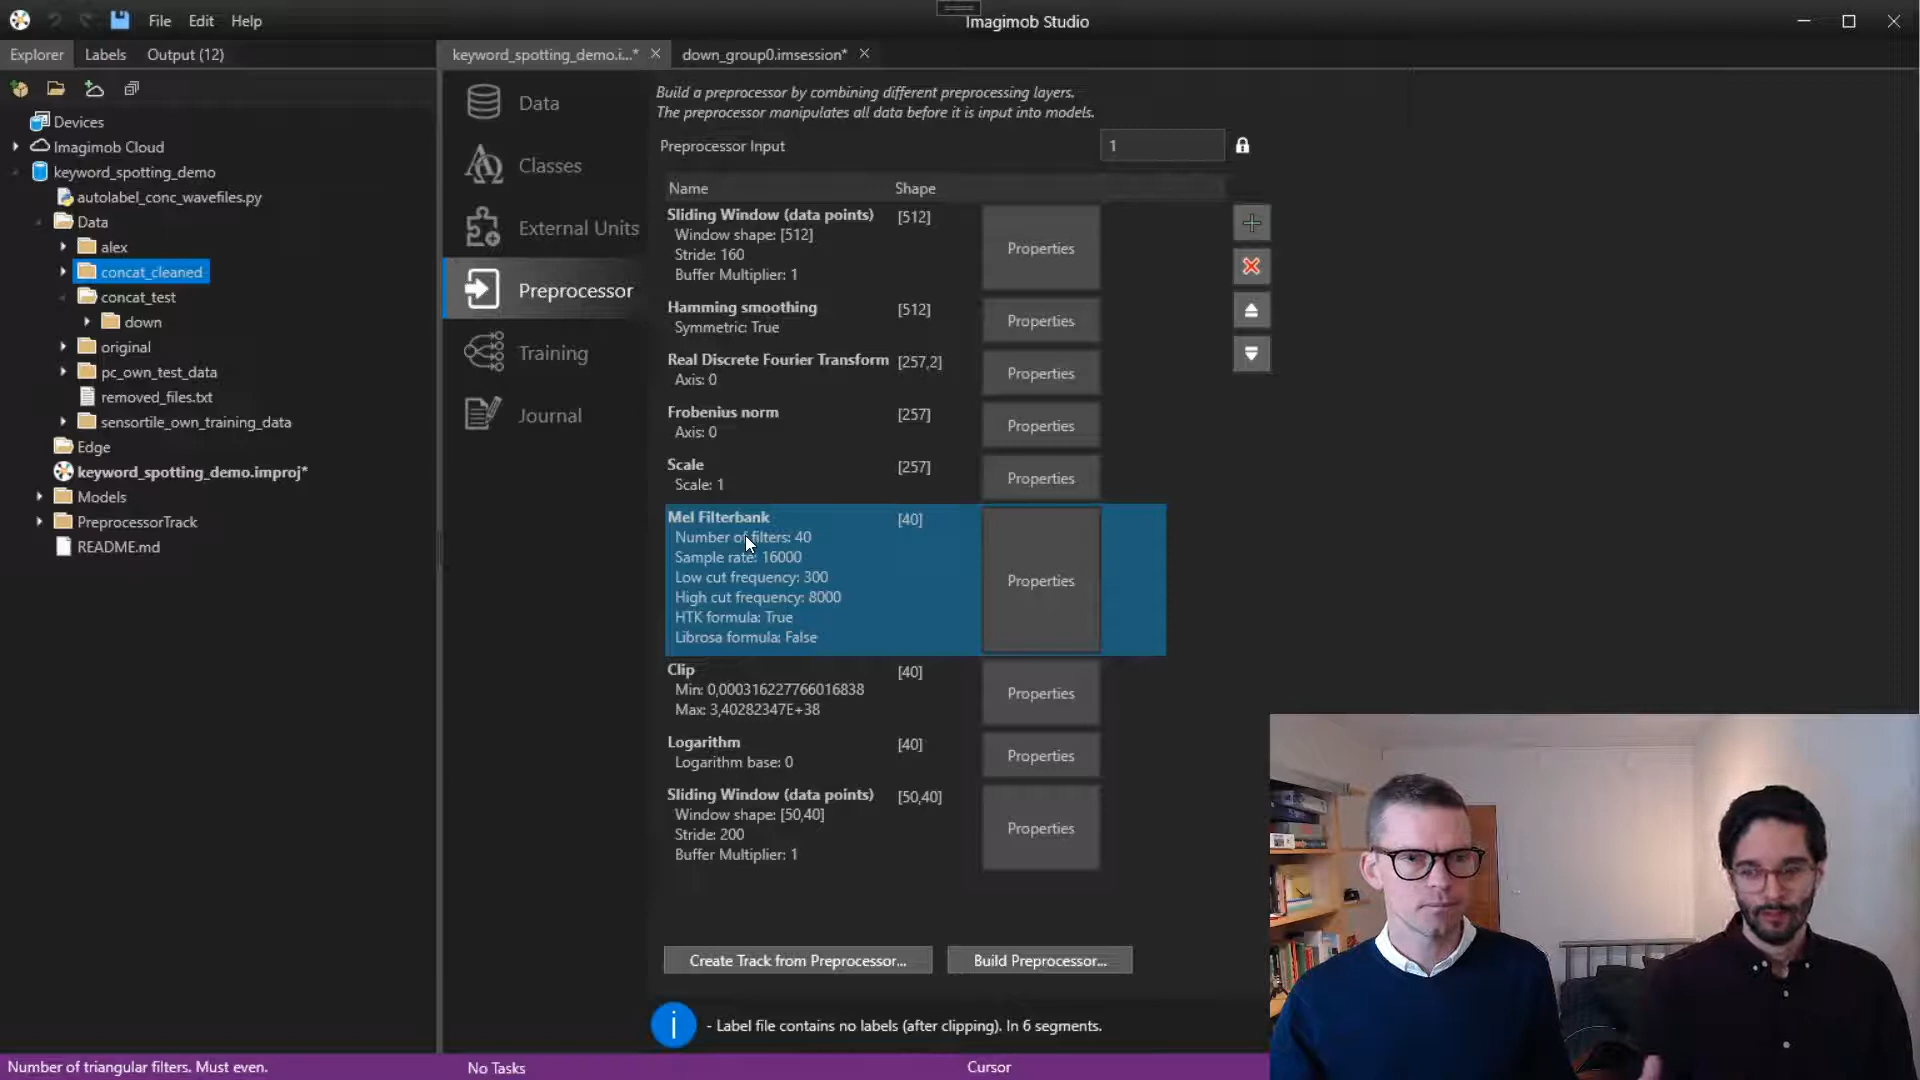 File Edit Help
Imagimob Studio
Explorer Labels Output (12)
keyword_spotting_demo.i...* down_group0.imsession*
Devices
Imagimob Cloud
keyword_spotting_demo
autolabel_conc_wavefiles.py
Data
alex
concat_cleaned
concat_test
down
original
pc_own_test_data
removed_files.txt
sensortile_own_training_data
Edge
keyword_spotting_demo.improj*
Models
PreprocessorTrack
README.md
Data
Classes
External Units
Preprocessor
Training
Journal
Build a preprocessor by combining different preprocessing layers.
The preprocessor manipulates all data before it is input into models.
Preprocessor Input 1
Name Shape
Sliding Window (data points) [512]
Window shape: [512]
Stride: 160
Buffer Multiplier: 1
Properties
Hamming smoothing [512]
Symmetric: True
Properties
Real Discrete Fourier Transform [257,2]
Axis: 0
Properties
Frobenius norm [257]
Axis: 0
Properties
Scale [257]
Scale: 1
Properties
Mel Filterbank [40]
Number of filters: 40
Sample rate: 16000
Low cut frequency: 300
High cut frequency: 8000
HTK formula: True
Librosa formula: False
Properties
Clip [40]
Min: 0,000316227766016838
Max: 3,40282347E+38
Properties
Logarithm [40]
Logarithm base: 0
Properties
Sliding Window (data points) [50,40]
Window shape: [50,40]
Stride: 200
Buffer Multiplier: 1
Properties
Create Track from Preprocessor... Build Preprocessor...
- Label file contains no labels (after clipping). In 6 segments.
Number of triangular filters. Must even. No Tasks Cursor